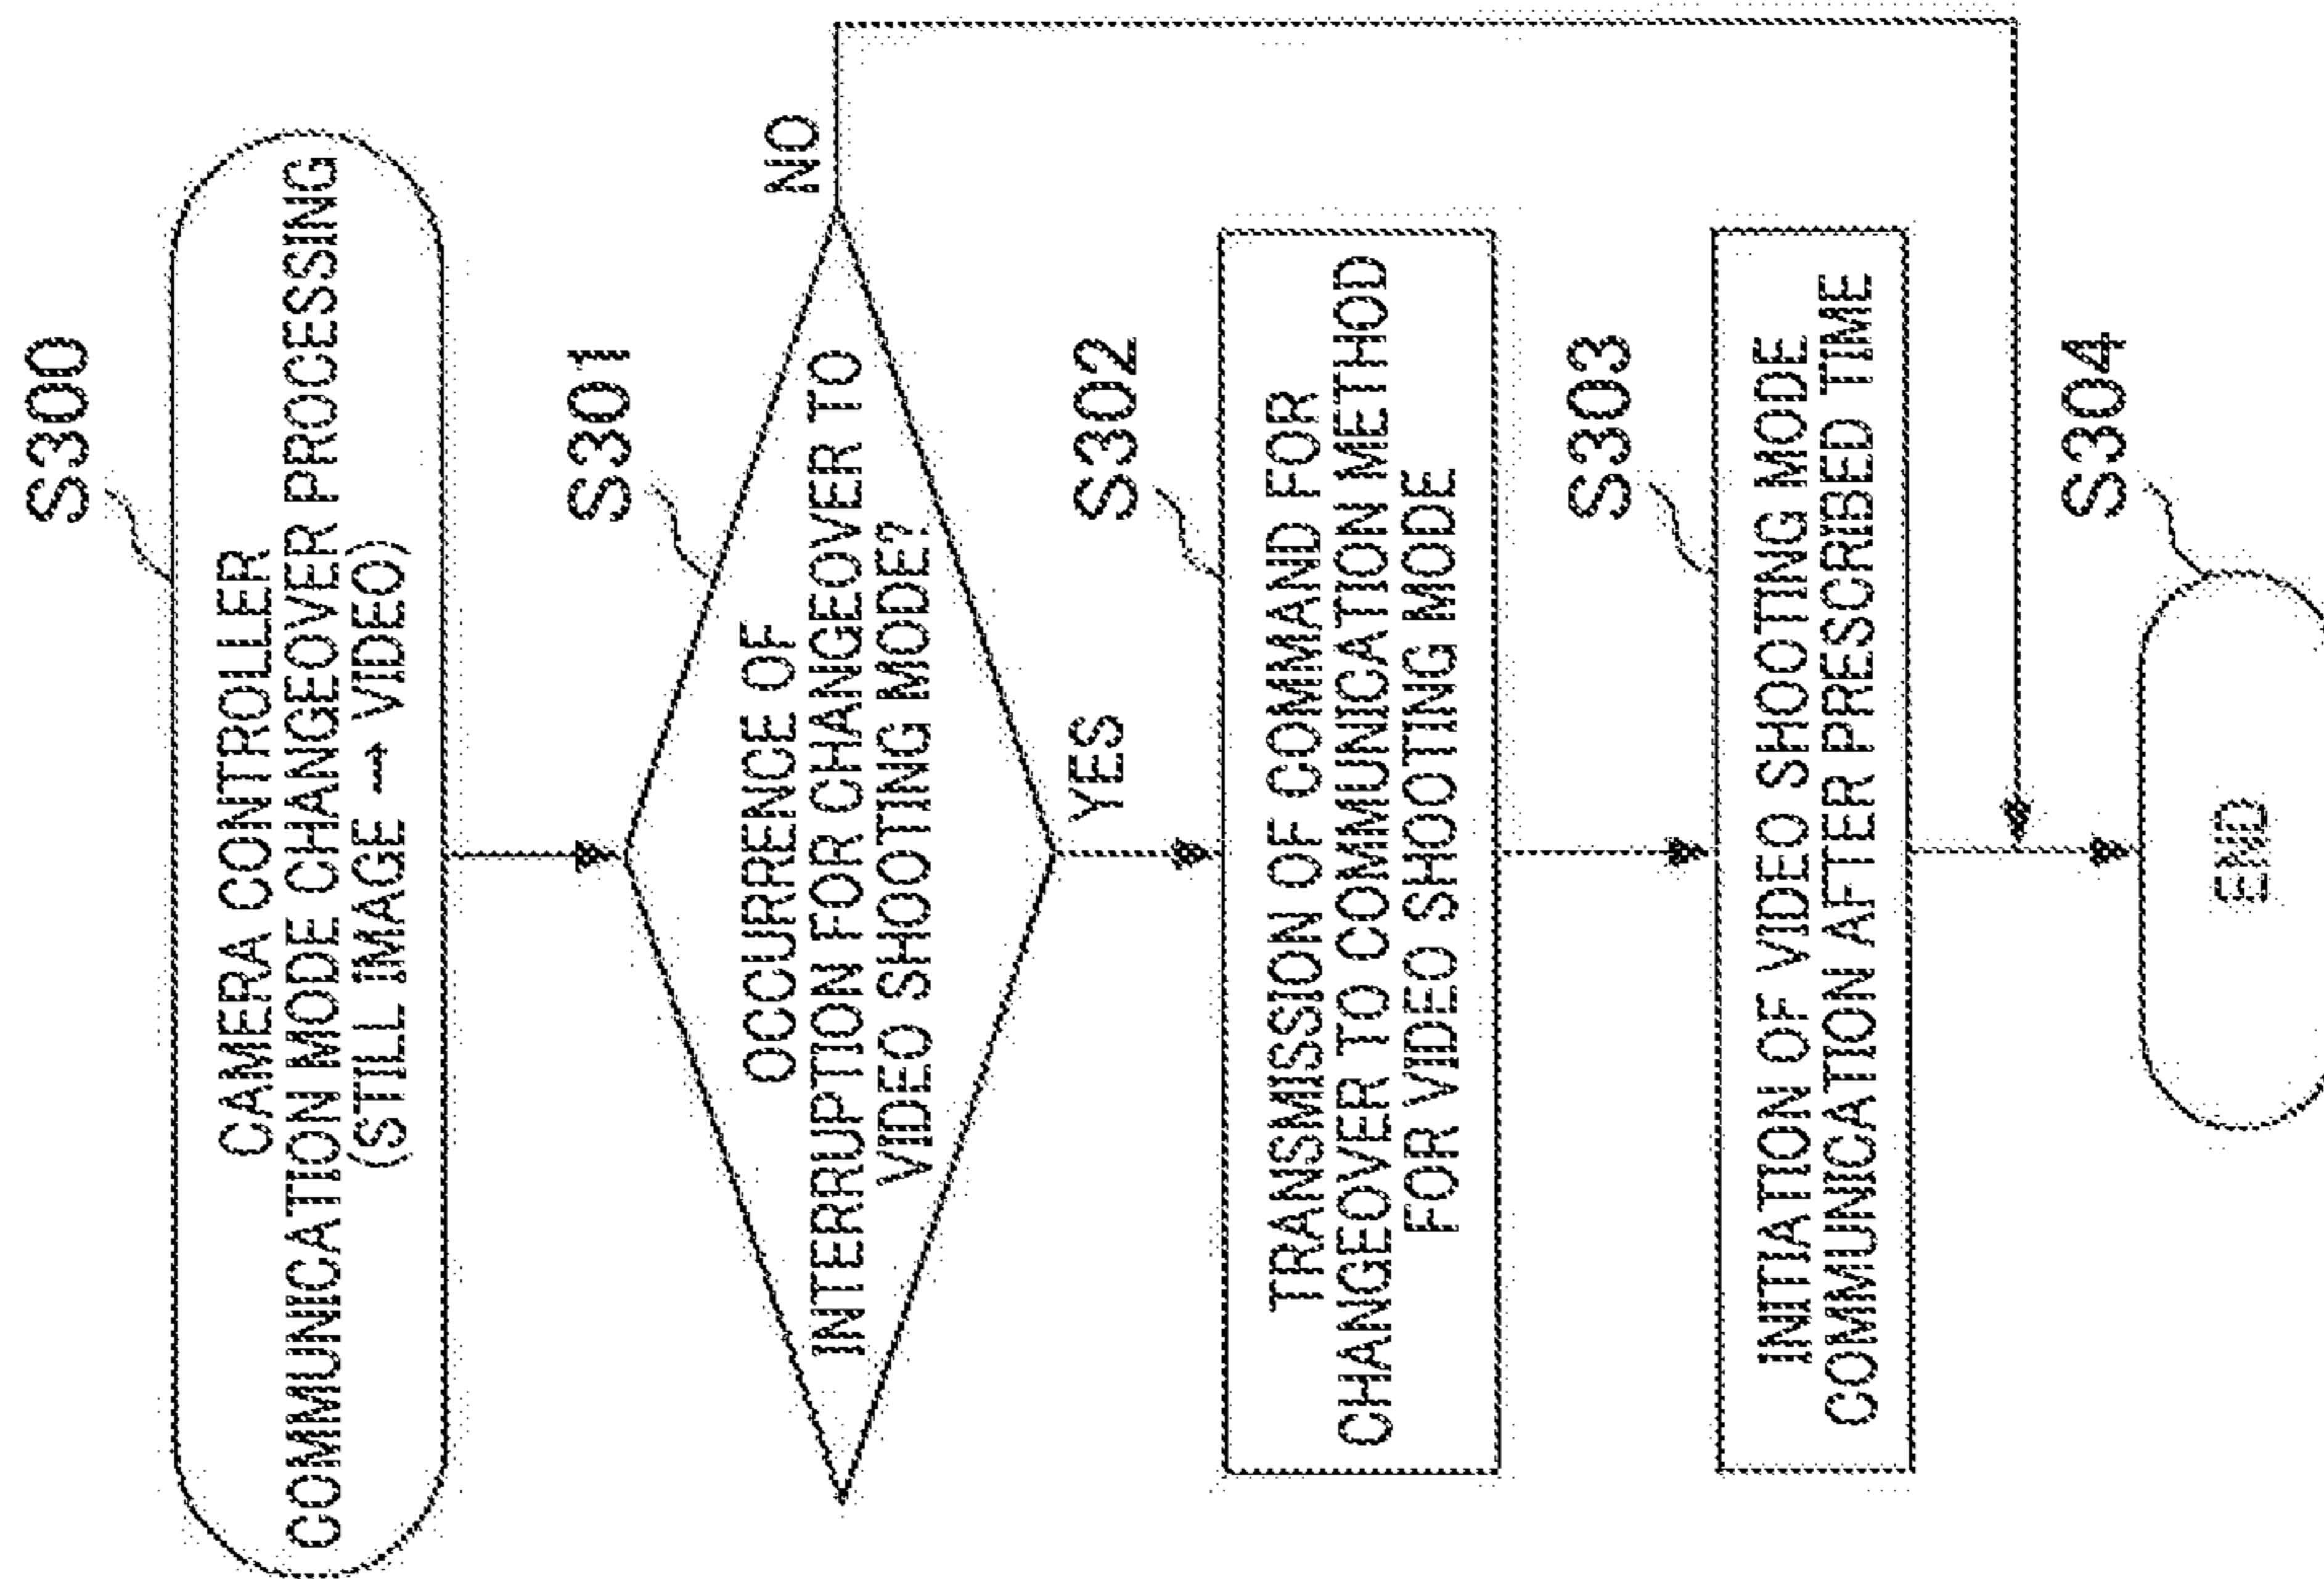 S300
CAMERA CONTROLLER
COMMUNICATION MODE CHANGEOVER PROCESSING
(STILL IMAGE → VIDEO)
S301
OCCURRENCE OF
INTERRUPTION FOR CHANGEOVER TO
VIDEO SHOOTING MODE?
NO
YES
S302
TRANSMISSION OF COMMAND FOR
CHANGEOVER TO COMMUNICATION METHOD
FOR VIDEO SHOOTING MODE
S303
INITIATION OF VIDEO SHOOTING MODE
COMMUNICATION AFTER PRESCRIBED TIME
S304
END